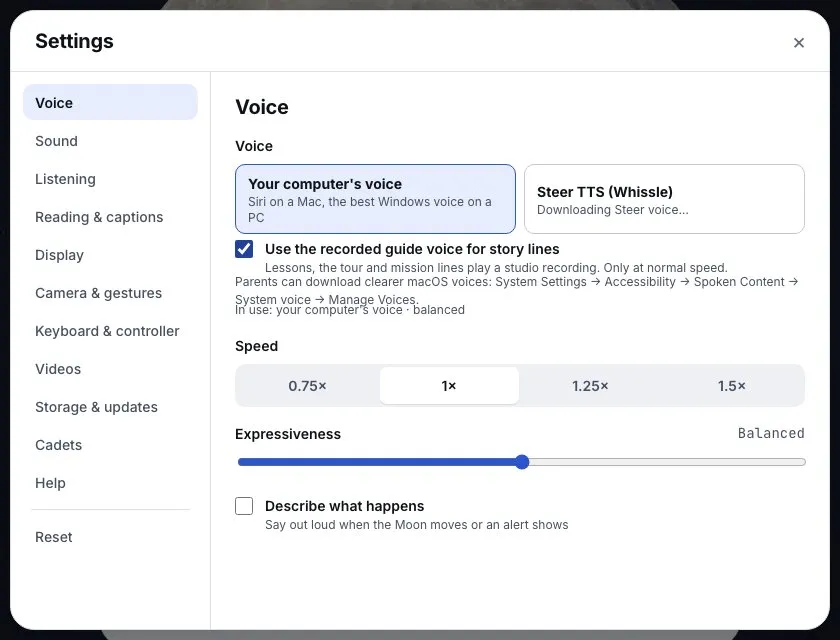 Settings
×
Voice
Sound
Listening
Reading & captions
Display
Camera & gestures
Keyboard & controller
Videos
Storage & updates
Cadets
Help
Reset
Voice
Voice
Your computer's voice
Siri on a Mac, the best Windows voice on a
PC
Steer TTS (Whissle)
Downloading Steer voice...
Use the recorded guide voice for story lines
Lessons, the tour and mission lines play a studio recording. Only at normal speed.
Parents can download clearer macOS voices: System Settings → Accessibility → Spoken Content →
System voice → Manage Voices.
In use: your computer's voice · balanced
Speed
0.75×
1×
1.25×
1.5×
Expressiveness
Balanced
Describe what happens
Say out loud when the Moon moves or an alert shows